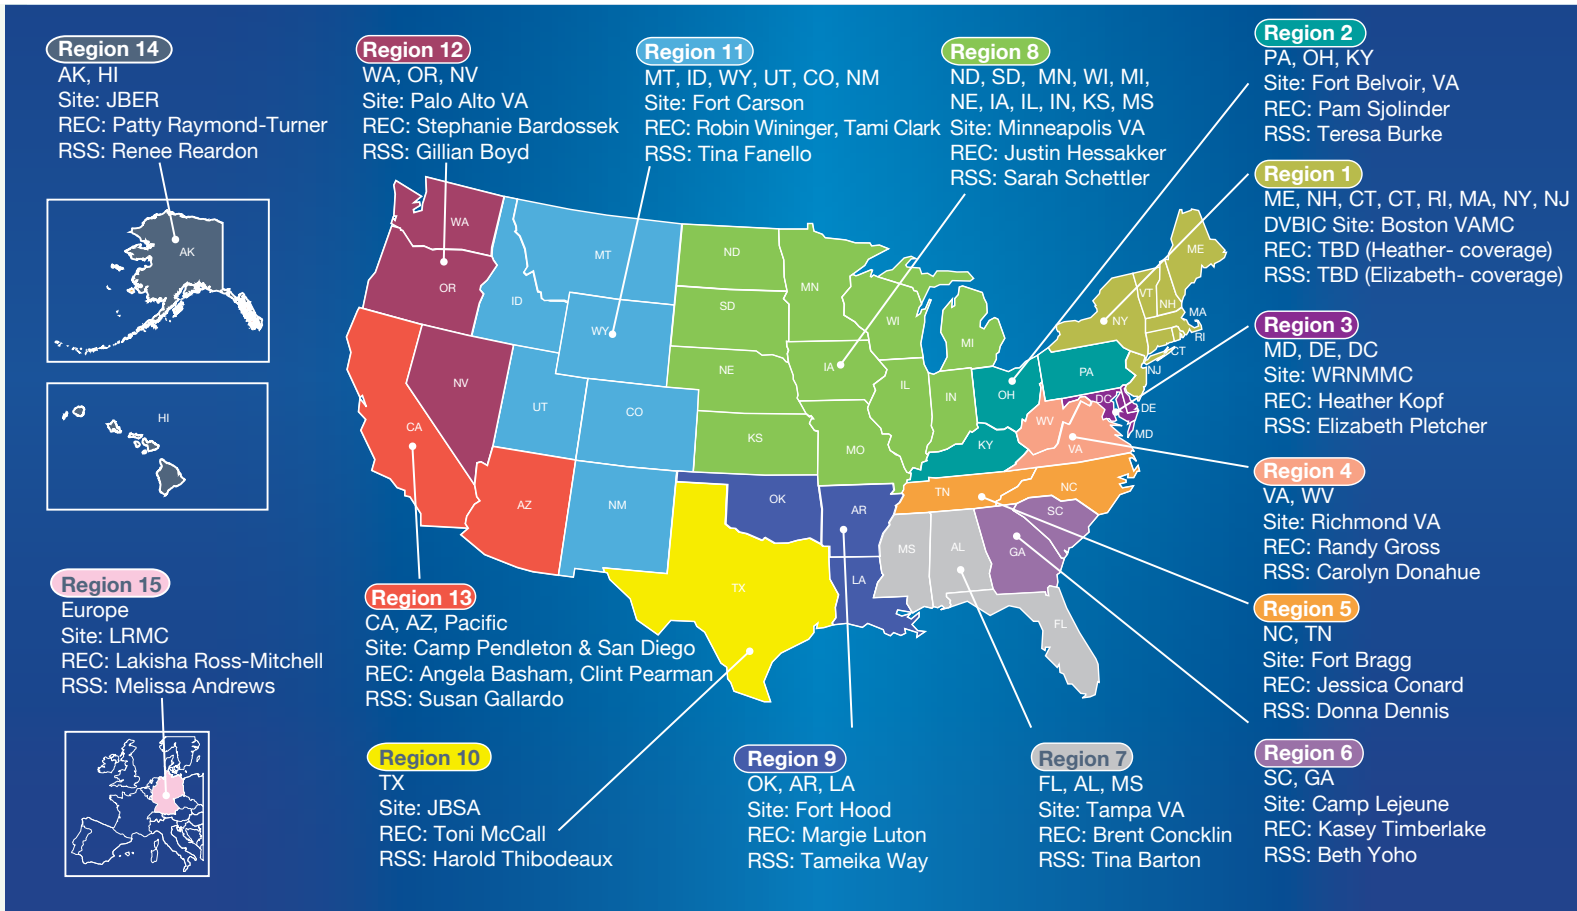 Region 14
AK, HI
Site: JBER
REC: Patty Raymond-Turner
RSS: Renee Reardon
Region 12
WA, OR, NV
Site: Palo Alto VA
REC: Stephanie Bardossek
RSS: Gillian Boyd
Region 11
MT, ID, WY, UT, CO, NM
Site: Fort Carson
REC: Robin Wininger, Tami Clark
RSS: Tina Fanello
Region 8
ND, SD, MN, WI, MI,
NE, IA, IL, IN, KS, MS
Site: Minneapolis VA
REC: Justin Hessakker
RSS: Sarah Schettler
Region 2
PA, OH, KY
Site: Fort Belvoir, VA
REC: Pam Sjolinder
RSS: Teresa Burke
Region 1
ME, NH, CT, CT, RI, MA, NY, NJ
DVBIC Site: Boston VAMC
REC: TBD (Heather- coverage)
RSS: TBD (Elizabeth- coverage)
Region 3
MD, DE, DC
Site: WRNMMC
REC: Heather Kopf
RSS: Elizabeth Pletcher
Region 4
VA, WV
Site: Richmond VA
REC: Randy Gross
RSS: Carolyn Donahue
Region 5
NC, TN
Site: Fort Bragg
REC: Jessica Conard
RSS: Donna Dennis
Region 6
SC, GA
Site: Camp Lejeune
REC: Kasey Timberlake
RSS: Beth Yoho
Region 15
Europe
Site: LRMC
REC: Lakisha Ross-Mitchell
RSS: Melissa Andrews
Region 13
CA, AZ, Pacific
Site: Camp Pendleton & San Diego
REC: Angela Basham, Clint Pearman
RSS: Susan Gallardo
Region 10
TX
Site: JBSA
REC: Toni McCall
RSS: Harold Thibodeaux
Region 9
OK, AR, LA
Site: Fort Hood
REC: Margie Luton
RSS: Tameika Way
Region 7
FL, AL, MS
Site: Tampa VA
REC: Brent Concklin
RSS: Tina Barton
AK
HI
WA
OR
NV
CA
AZ
MT
ID
WY
UT
CO
NM
ND
SD
NE
KS
MN
IA
MO
WI
IL
IN
MI
OH
PA
KY
NY
VT
NH
ME
MA
RI
CT
NJ
DC
DE
MD
WV
VA
TN
NC
SC
GA
MS
AL
FL
OK
AR
LA
TX